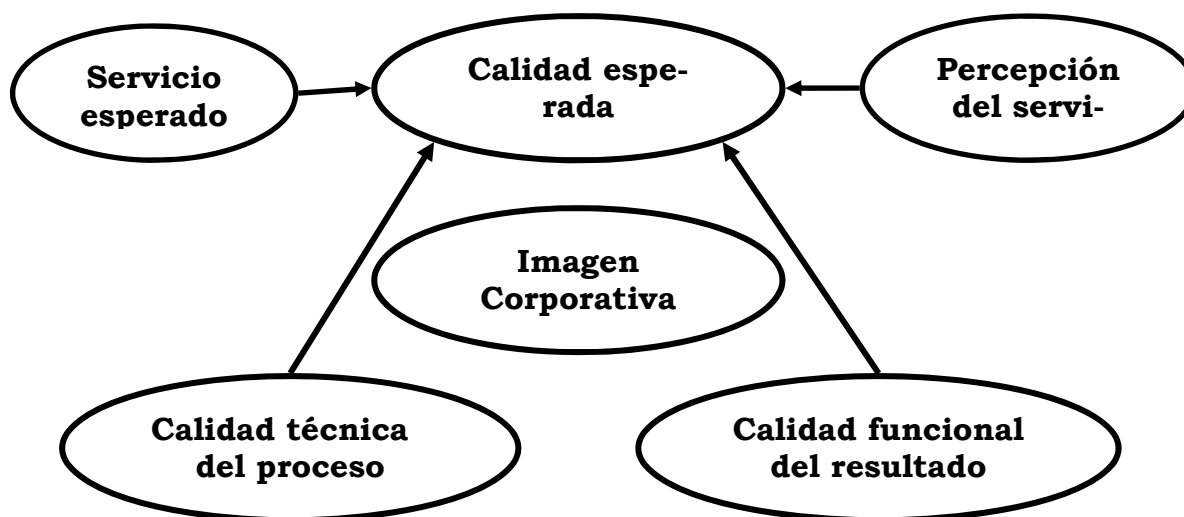 Servicio
esperado
Calidad espe-
rada
Percepción
del servi-
Imagen
Corporativa
Calidad técnica
del proceso
Calidad funcional
del resultado